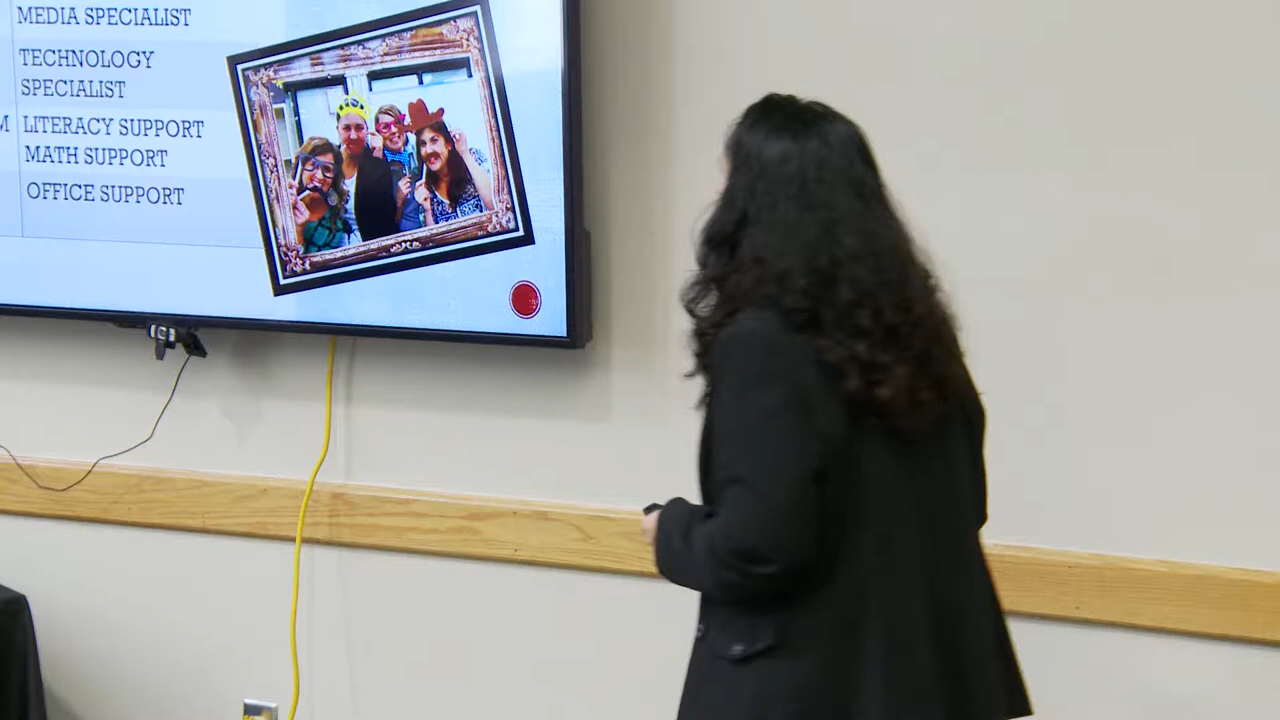 MEDIA SPECIALIST
TECHNOLOGY
SPECIALIST
M LITERACY SUPPORT
MATH SUPPORT
OFFICE SUPPORT